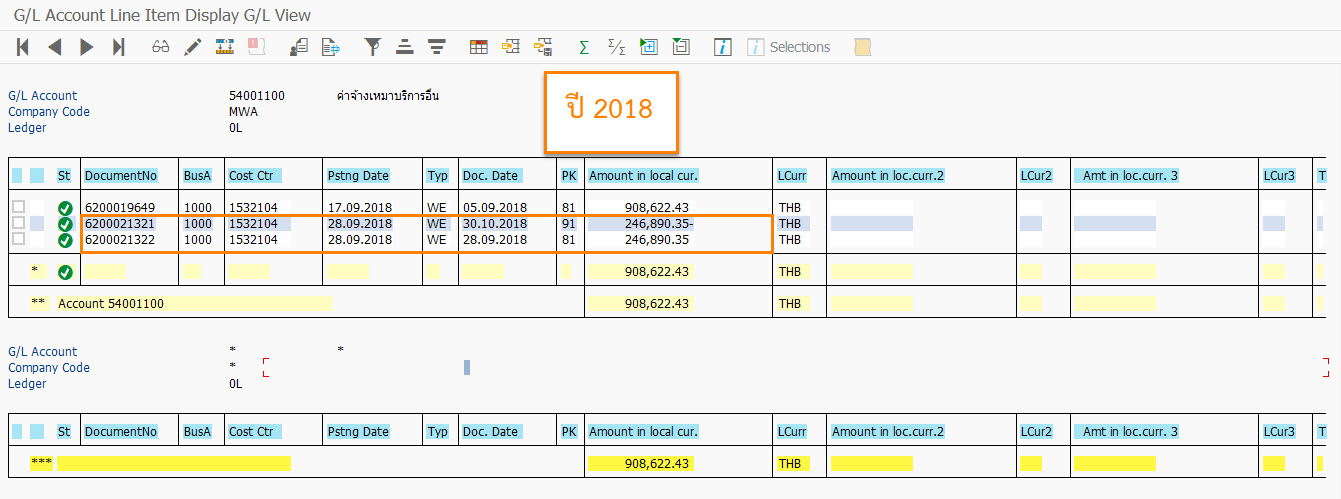 G/L Account Line Item Display G/L View
Selections
ปี 2018
G/L Account 54001100 ค่าจ้างเหมาบริการอื่น
Company Code MWA
Ledger 0L
St DocumentNo BusA Cost Ctr Pstng Date Typ Doc. Date PK Amount in local cur. LCurr Amount in loc.curr.2 LCur2 Amt in loc.curr. 3 LCur3 T
6200019649 1000 1532104 17.09.2018 WE 05.09.2018 81 908,622.43 THB
6200021321 1000 1532104 28.09.2018 WE 30.10.2018 91 246,890.35- THB
6200021322 1000 1532104 28.09.2018 WE 28.09.2018 81 246,890.35 THB
* 908,622.43 THB
** Account 54001100 908,622.43 THB
G/L Account * *
Company Code *
Ledger 0L
St DocumentNo BusA Cost Ctr Pstng Date Typ Doc. Date PK Amount in local cur. LCurr Amount in loc.curr.2 LCur2 Amt in loc.curr. 3 LCur3 T
*** 908,622.43 THB